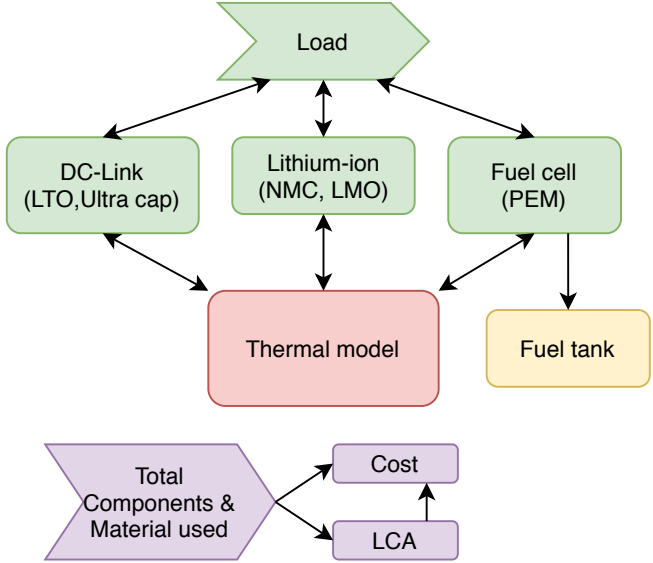 Load
DC-Link
(LTO,Ultra cap)
Lithium-ion
(NMC, LMO)
Fuel cell
(PEM)
Thermal model
Fuel tank
Total
Components &
Material used
Cost
LCA